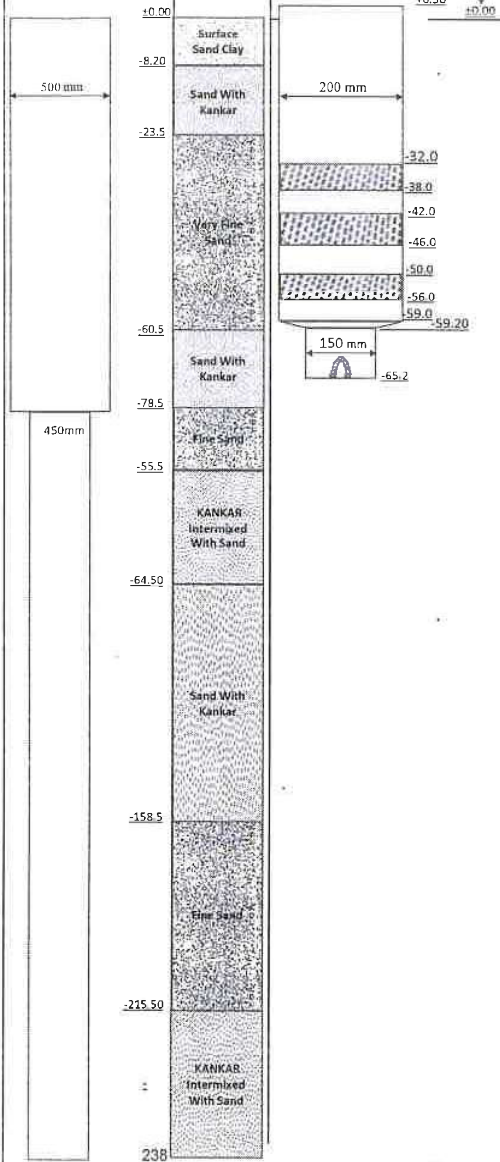 ±0.00
Surface
Sand Clay
-8.20
500 mm
Sand With
Kankar
-23.5
Very Fine
Sand
-60.5
Sand With
Kankar
-78.5
450mm
Fine Sand
-55.5
KANKAR
Intermixed
With Sand
-64.50
Sand With
Kankar
-158.5
Fine Sand
-215.50
KANKAR
Intermixed
With Sand
238
±0.00
200 mm
-32.0
-38.0
-42.0
-46.0
-50.0
-56.0
-59.0
-59.20
150 mm
-65.2